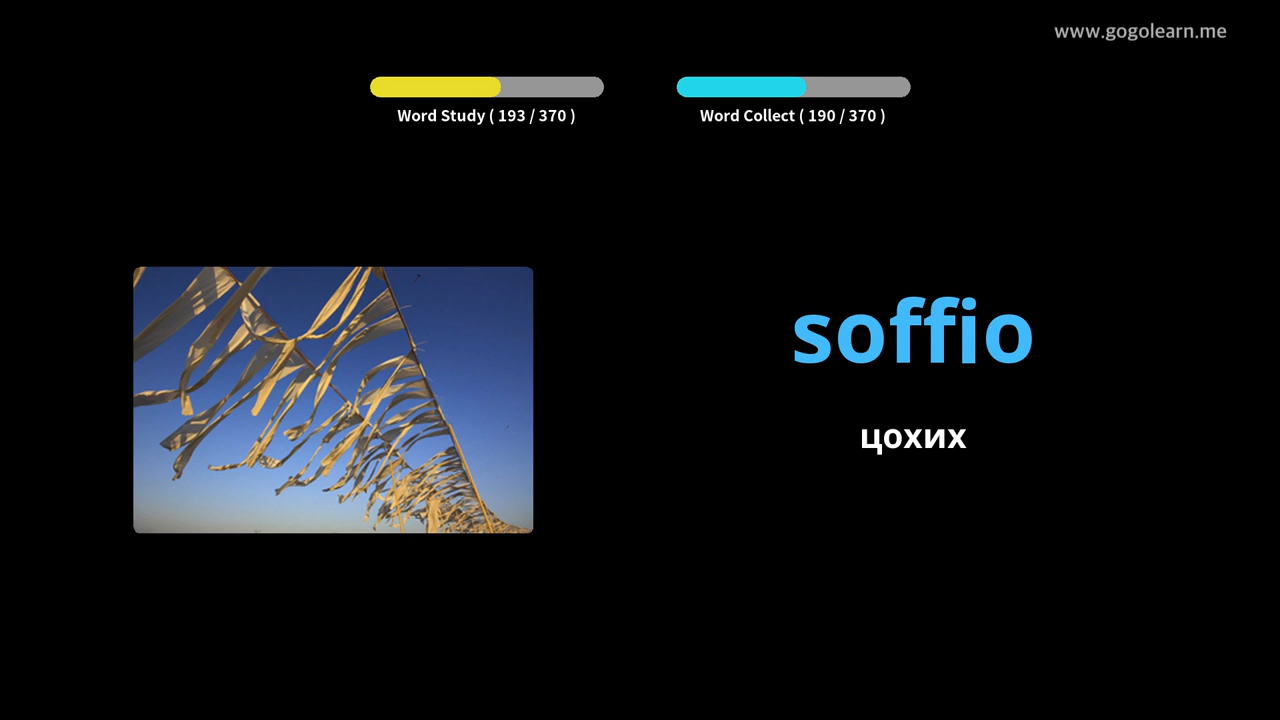 www.gogolearn.me
Word Study ( 193 / 370 )
Word Collect ( 190 / 370 )
soffio
цохих